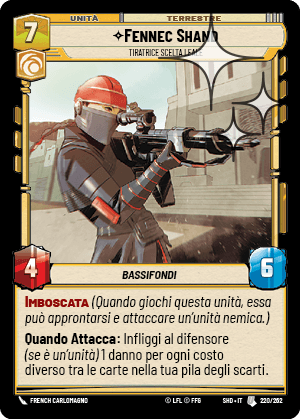 UNITÀ TERRESTRE
7
✧FENNEC SHAND
TIRATRICE SCELTA LEALE
4
BASSIFONDI
6
IMBOSCATA (Quando giochi questa unità, essa
può approntarsi e attaccare un'unità nemica.)
Quando Attacca: Infliggi al difensore
(se è un'unità) 1 danno per ogni costo
diverso tra le carte nella tua pila degli scarti.
FRENCH CARLOMAGNO © LFL © FFG SHD • IT 220/262